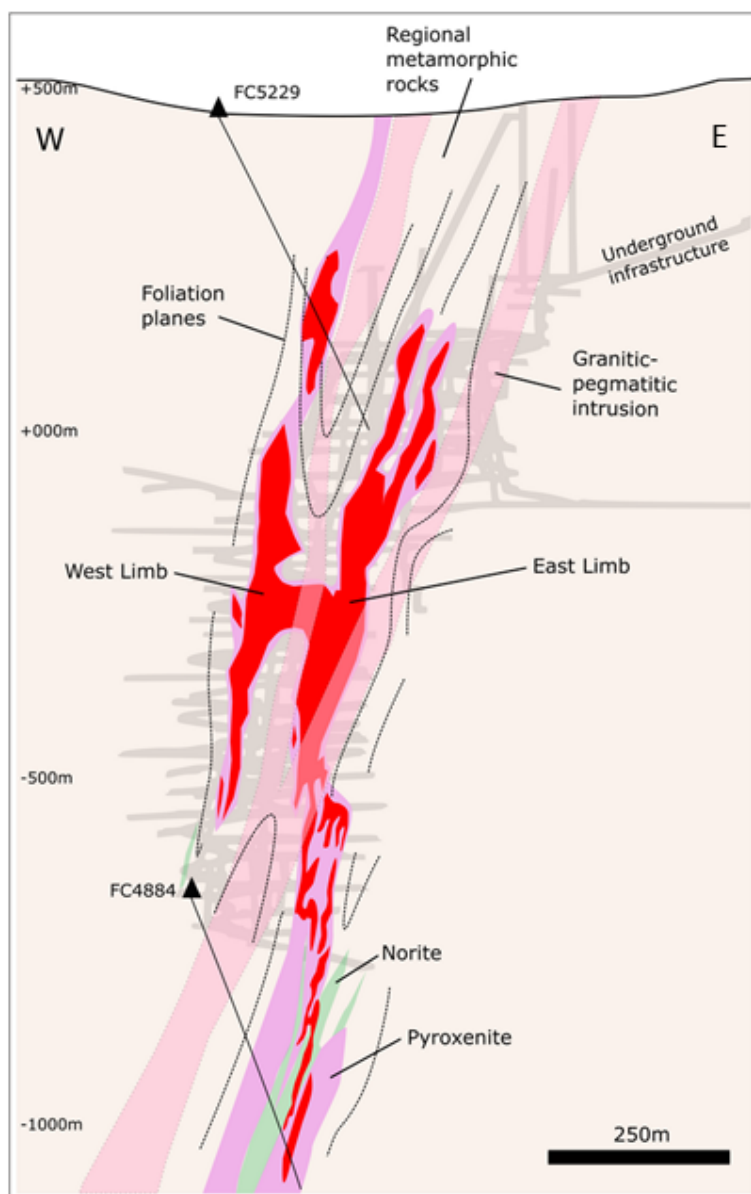 Regional
metamorphic
rocks
+500m
FC5229
W
E
Underground
infrastructure
Foliation
planes
Granitic-
pegmatitic
intrusion
+000m
West Limb
East Limb
-500m
FC4884
Norite
Pyroxenite
-1000m
250m